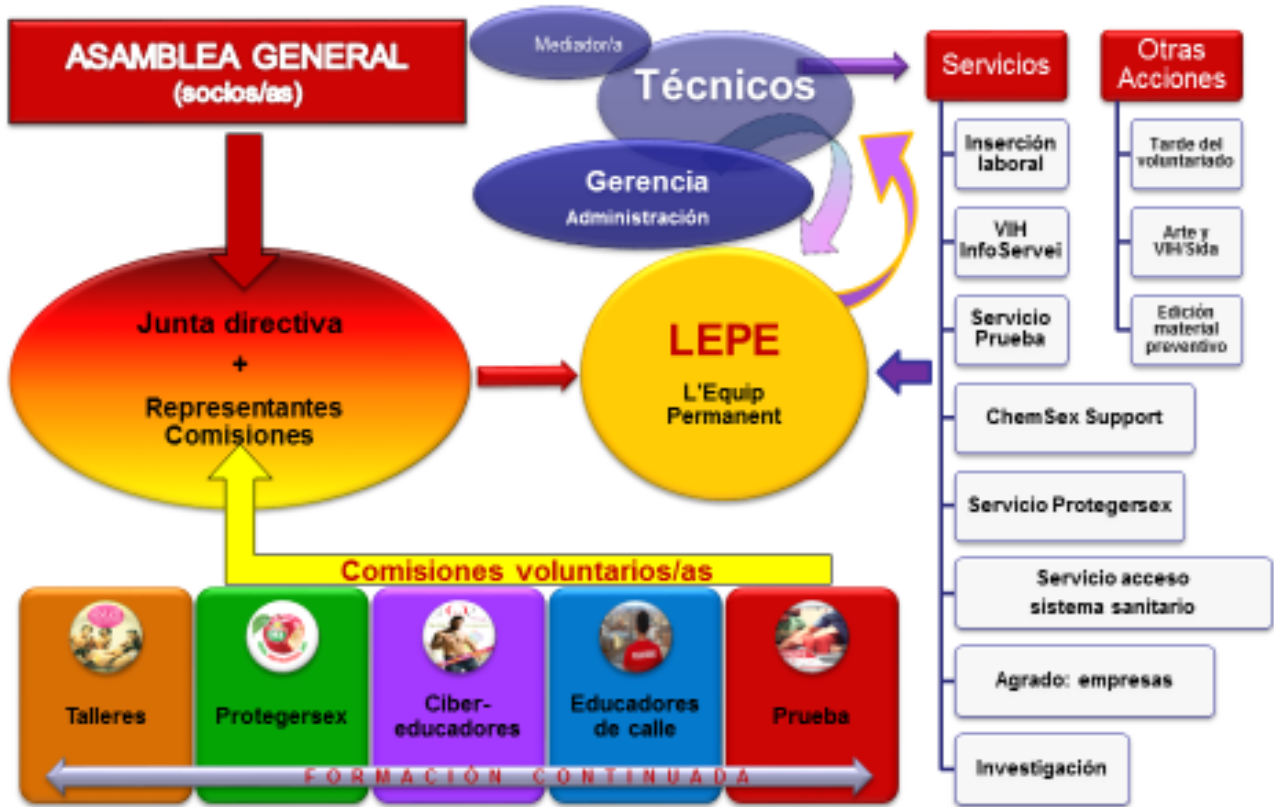 ASAMBLEA GENERAL
(socios/as)
Mediador/a
Técnicos
Gerencia
Administración
Junta directiva
+
Representantes
Comisiones
LEPE
L'Equip
Permanent
Comisiones voluntarios/as
Talleres
Protegersex
Ciber-
educadores
Educadores
de calle
Prueba
FORMACIÓN CONTINUADA
Servicios
Inserción
laboral
VIH
InfoServei
Servicio
Prueba
ChemSex Support
Servicio Protegersex
Servicio acceso
sistema sanitario
Agrado: empresas
Investigación
Otras
Acciones
Tarde del
voluntariado
Arte y
VIH/Sida
Edición
material
preventivo